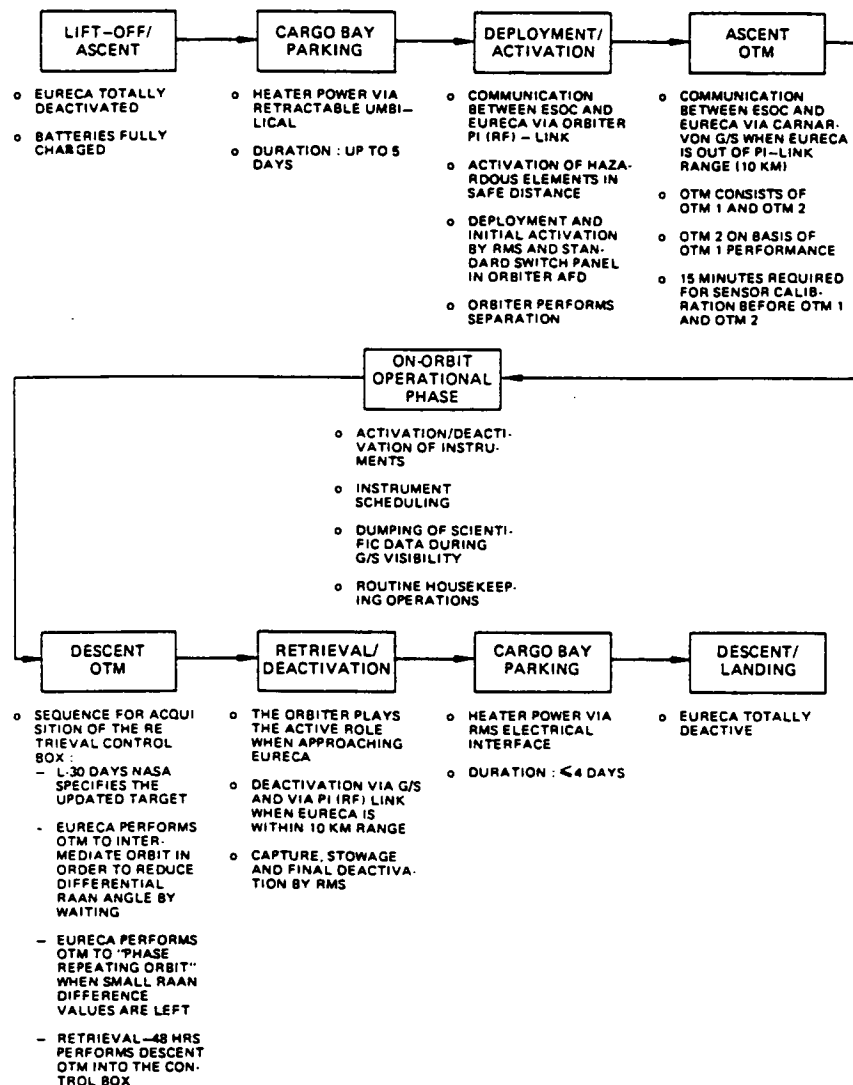 LIFT-OFF/
ASCENT
o EURECA TOTALLY
DEACTIVATED
o BATTERIES FULLY
CHARGED
CARGO BAY
PARKING
o HEATER POWER VIA
RETRACTABLE UMBI-
LICAL
o DURATION : UP TO 5
DAYS
DEPLOYMENT/
ACTIVATION
o COMMUNICATION
BETWEEN ESOC AND
EURECA VIA ORBITER
PI (RF) – LINK
o ACTIVATION OF HAZA-
RDOUS ELEMENTS IN
SAFE DISTANCE
o DEPLOYMENT AND
INITIAL ACTIVATION
BY RMS AND STAN-
DARD SWITCH PANEL
IN ORBITER AFD
o ORBITER PERFORMS
SEPARATION
ASCENT
OTM
o COMMUNICATION
BETWEEN ESOC AND
EURECA VIA CARNAR-
VON G/S WHEN EURECA
IS OUT OF PI–LINK
RANGE (10 KM)
o OTM CONSISTS OF
OTM 1 AND OTM 2
o OTM 2 ON BASIS OF
OTM 1 PERFORMANCE
o 15 MINUTES REQUIRED
FOR SENSOR CALIB-
RATION BEFORE OTM 1
AND OTM 2
ON-ORBIT
OPERATIONAL
PHASE
o ACTIVATION/DEACTI-
VATION OF INSTRU-
MENTS
o INSTRUMENT
SCHEDULING
o DUMPING OF SCIENTI-
FIC DATA DURING
G/S VISIBILITY
o ROUTINE HOUSEKEEP-
ING OPERATIONS
DESCENT
OTM
o SEQUENCE FOR ACQUI
SITION OF THE RE
TRIEVAL CONTROL
BOX :
– L-30 DAYS NASA
SPECIFIES THE
UPDATED TARGET
- EURECA PERFORMS
OTM TO INTER-
MEDIATE ORBIT IN
ORDER TO REDUCE
DIFFERENTIAL
RAAN ANGLE BY
WAITING
– EURECA PERFORMS
OTM TO "PHASE
REPEATING ORBIT"
WHEN SMALL RAAN
DIFFERENCE
VALUES ARE LEFT
– RETRIEVAL–48 HRS
PERFORMS DESCENT
OTM INTO THE CON-
TROL BOX
RETRIEVAL/
DEACTIVATION
o THE ORBITER PLAYS
THE ACTIVE ROLE
WHEN APPROACHING
EURECA
o DEACTIVATION VIA G/S
AND VIA PI (RF) LINK
WHEN EURECA IS
WITHIN 10 KM RANGE
o CAPTURE, STOWAGE
AND FINAL DEACTIVA-
TION BY RMS
CARGO BAY
PARKING
o HEATER POWER VIA
RMS ELECTRICAL
INTERFACE
o DURATION : ≤4 DAYS
DESCENT/
LANDING
o EURECA TOTALLY
DEACTIVE